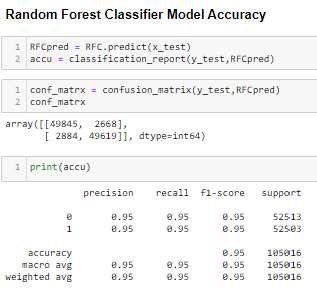 Random Forest Classifier Model Accuracy
1 RFCpred = RFC.predict(x_test)
2 accu = classification_report(y_test,RFCpred)
1 conf_matrx = confusion_matrix(y_test,RFCpred)
2 conf_matrx
array([[49845, 2668],
[ 2884, 49619]], dtype=int64)
1 print(accu)
precision recall f1-score support
0 0.95 0.95 0.95 52513
1 0.95 0.95 0.95 52503
accuracy 0.95 105016
macro avg 0.95 0.95 0.95 105016
weighted avg 0.95 0.95 0.95 105016